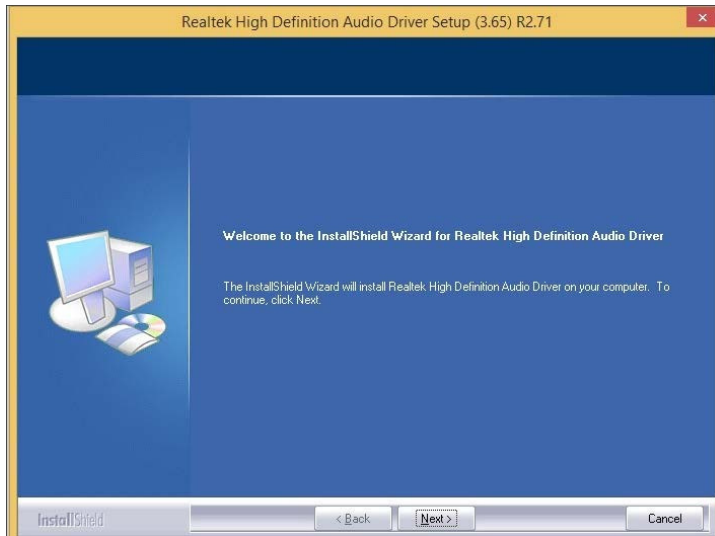 Realtek High Definition Audio Driver Setup (3.65) R2.71
Welcome to the InstallShield Wizard for Realtek High Definition Audio Driver
The InstallShield Wizard will install Realtek High Definition Audio Driver on your computer. To
continue, click Next.
InstallShield
< Back
Next >
Cancel